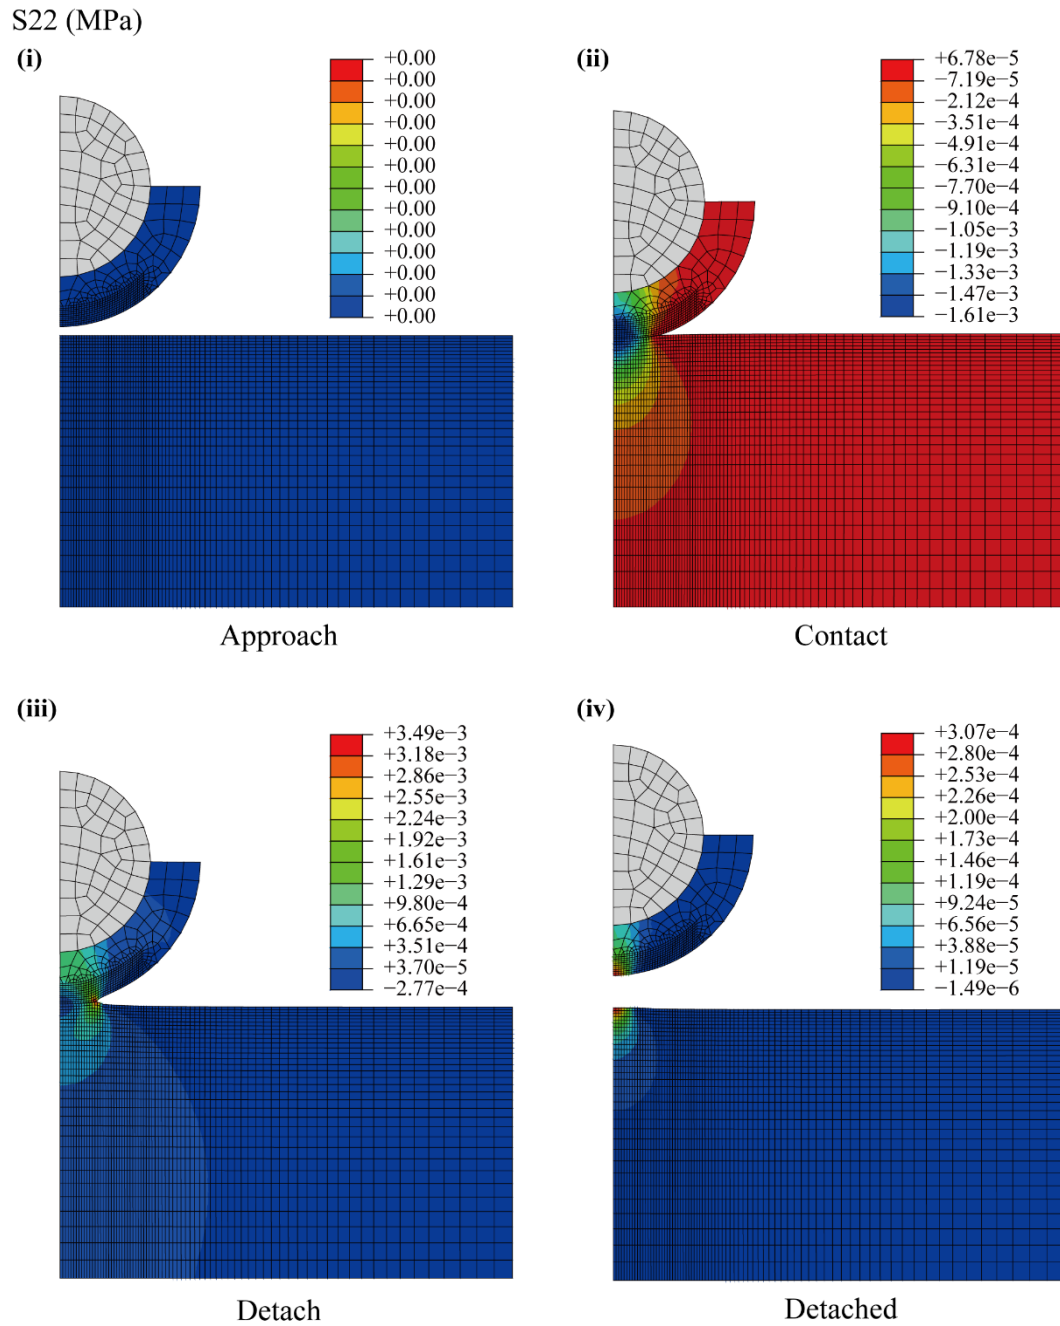 S22 (MPa)
(i)
+0.00
+0.00
+0.00
+0.00
+0.00
+0.00
+0.00
+0.00
+0.00
+0.00
+0.00
+0.00
+0.00
Approach
(ii)
+6.78e−5
−7.19e−5
−2.12e−4
−3.51e−4
−4.91e−4
−6.31e−4
−7.70e−4
−9.10e−4
−1.05e−3
−1.19e−3
−1.33e−3
−1.47e−3
−1.61e−3
Contact
(iii)
+3.49e−3
+3.18e−3
+2.86e−3
+2.55e−3
+2.24e−3
+1.92e−3
+1.61e−3
+1.29e−3
+9.80e−4
+6.65e−4
+3.51e−4
+3.70e−5
−2.77e−4
Detach
(iv)
+3.07e−4
+2.80e−4
+2.53e−4
+2.26e−4
+2.00e−4
+1.73e−4
+1.46e−4
+1.19e−4
+9.24e−5
+6.56e−5
+3.88e−5
+1.19e−5
−1.49e−6
Detached